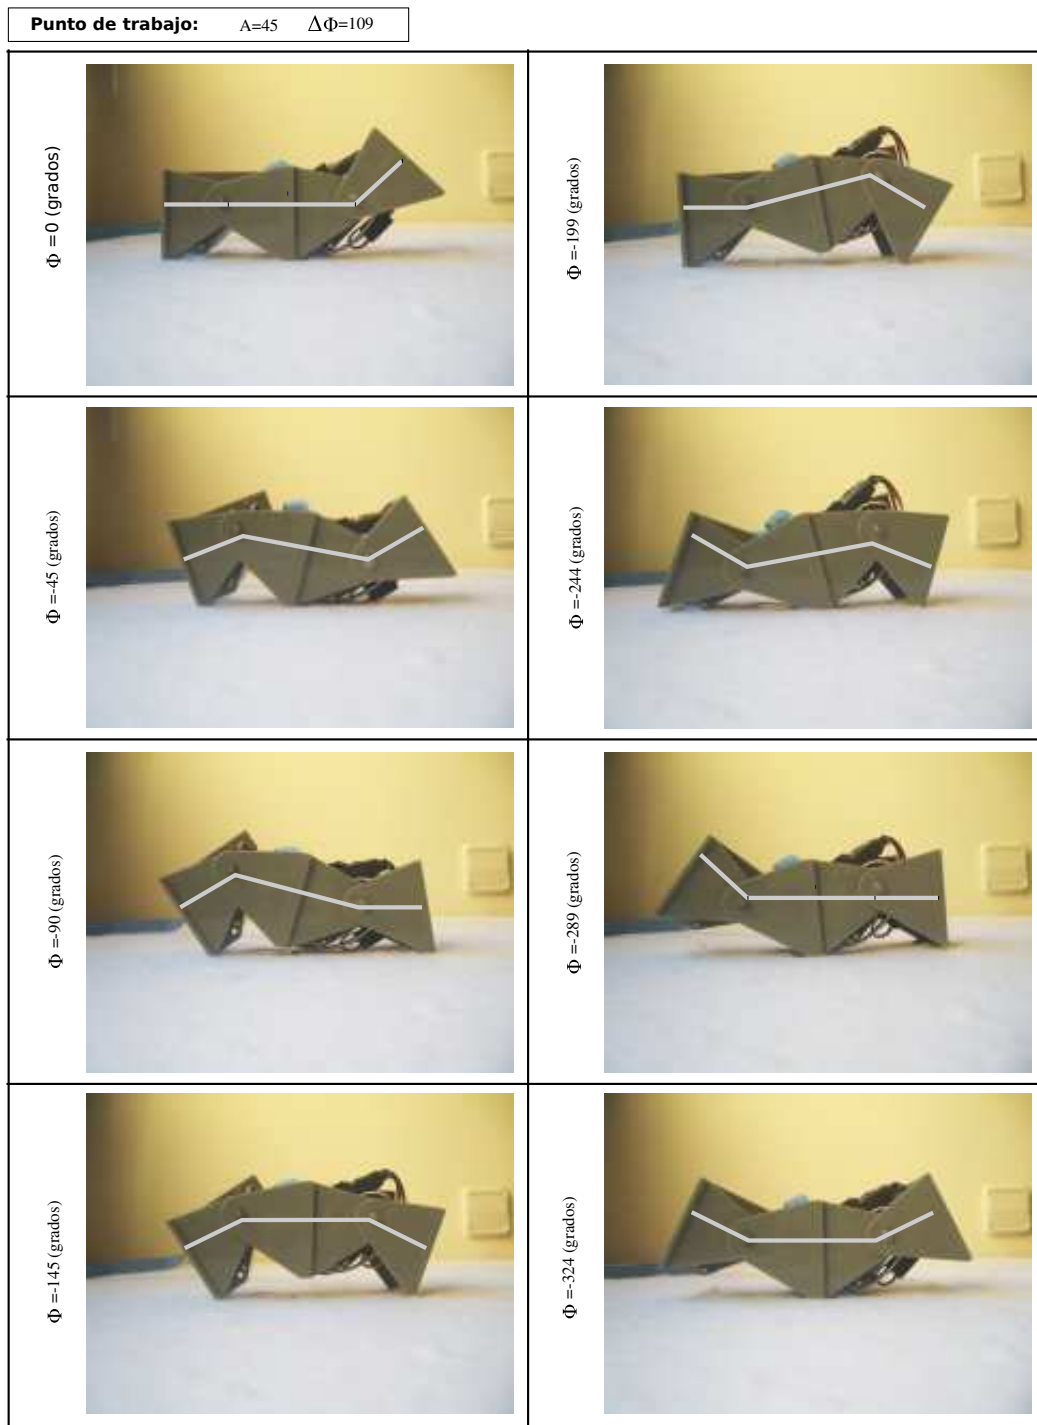 Punto de trabajo: A=45 ΔΦ=109
Φ =0 (grados)
Φ =-199 (grados)
Φ =-45 (grados)
Φ =-244 (grados)
Φ =-90 (grados)
Φ =-289 (grados)
Φ =-145 (grados)
Φ =-324 (grados)